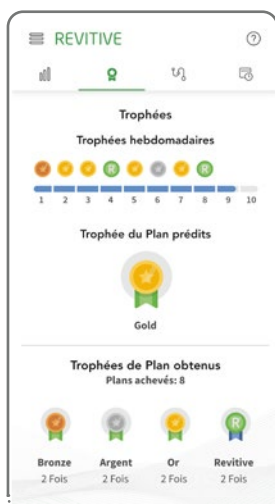 REVITIVE
Trophées
Trophées hebdomadaires
R R
1 2 3 4 5 6 7 8 9 10
Trophée du Plan prédits
Gold
Trophées de Plan obtenus
Plans achevés: 8
R
Bronze Argent Or Revitive
2 Fois 2 Fois 2 Fois 2 Fois